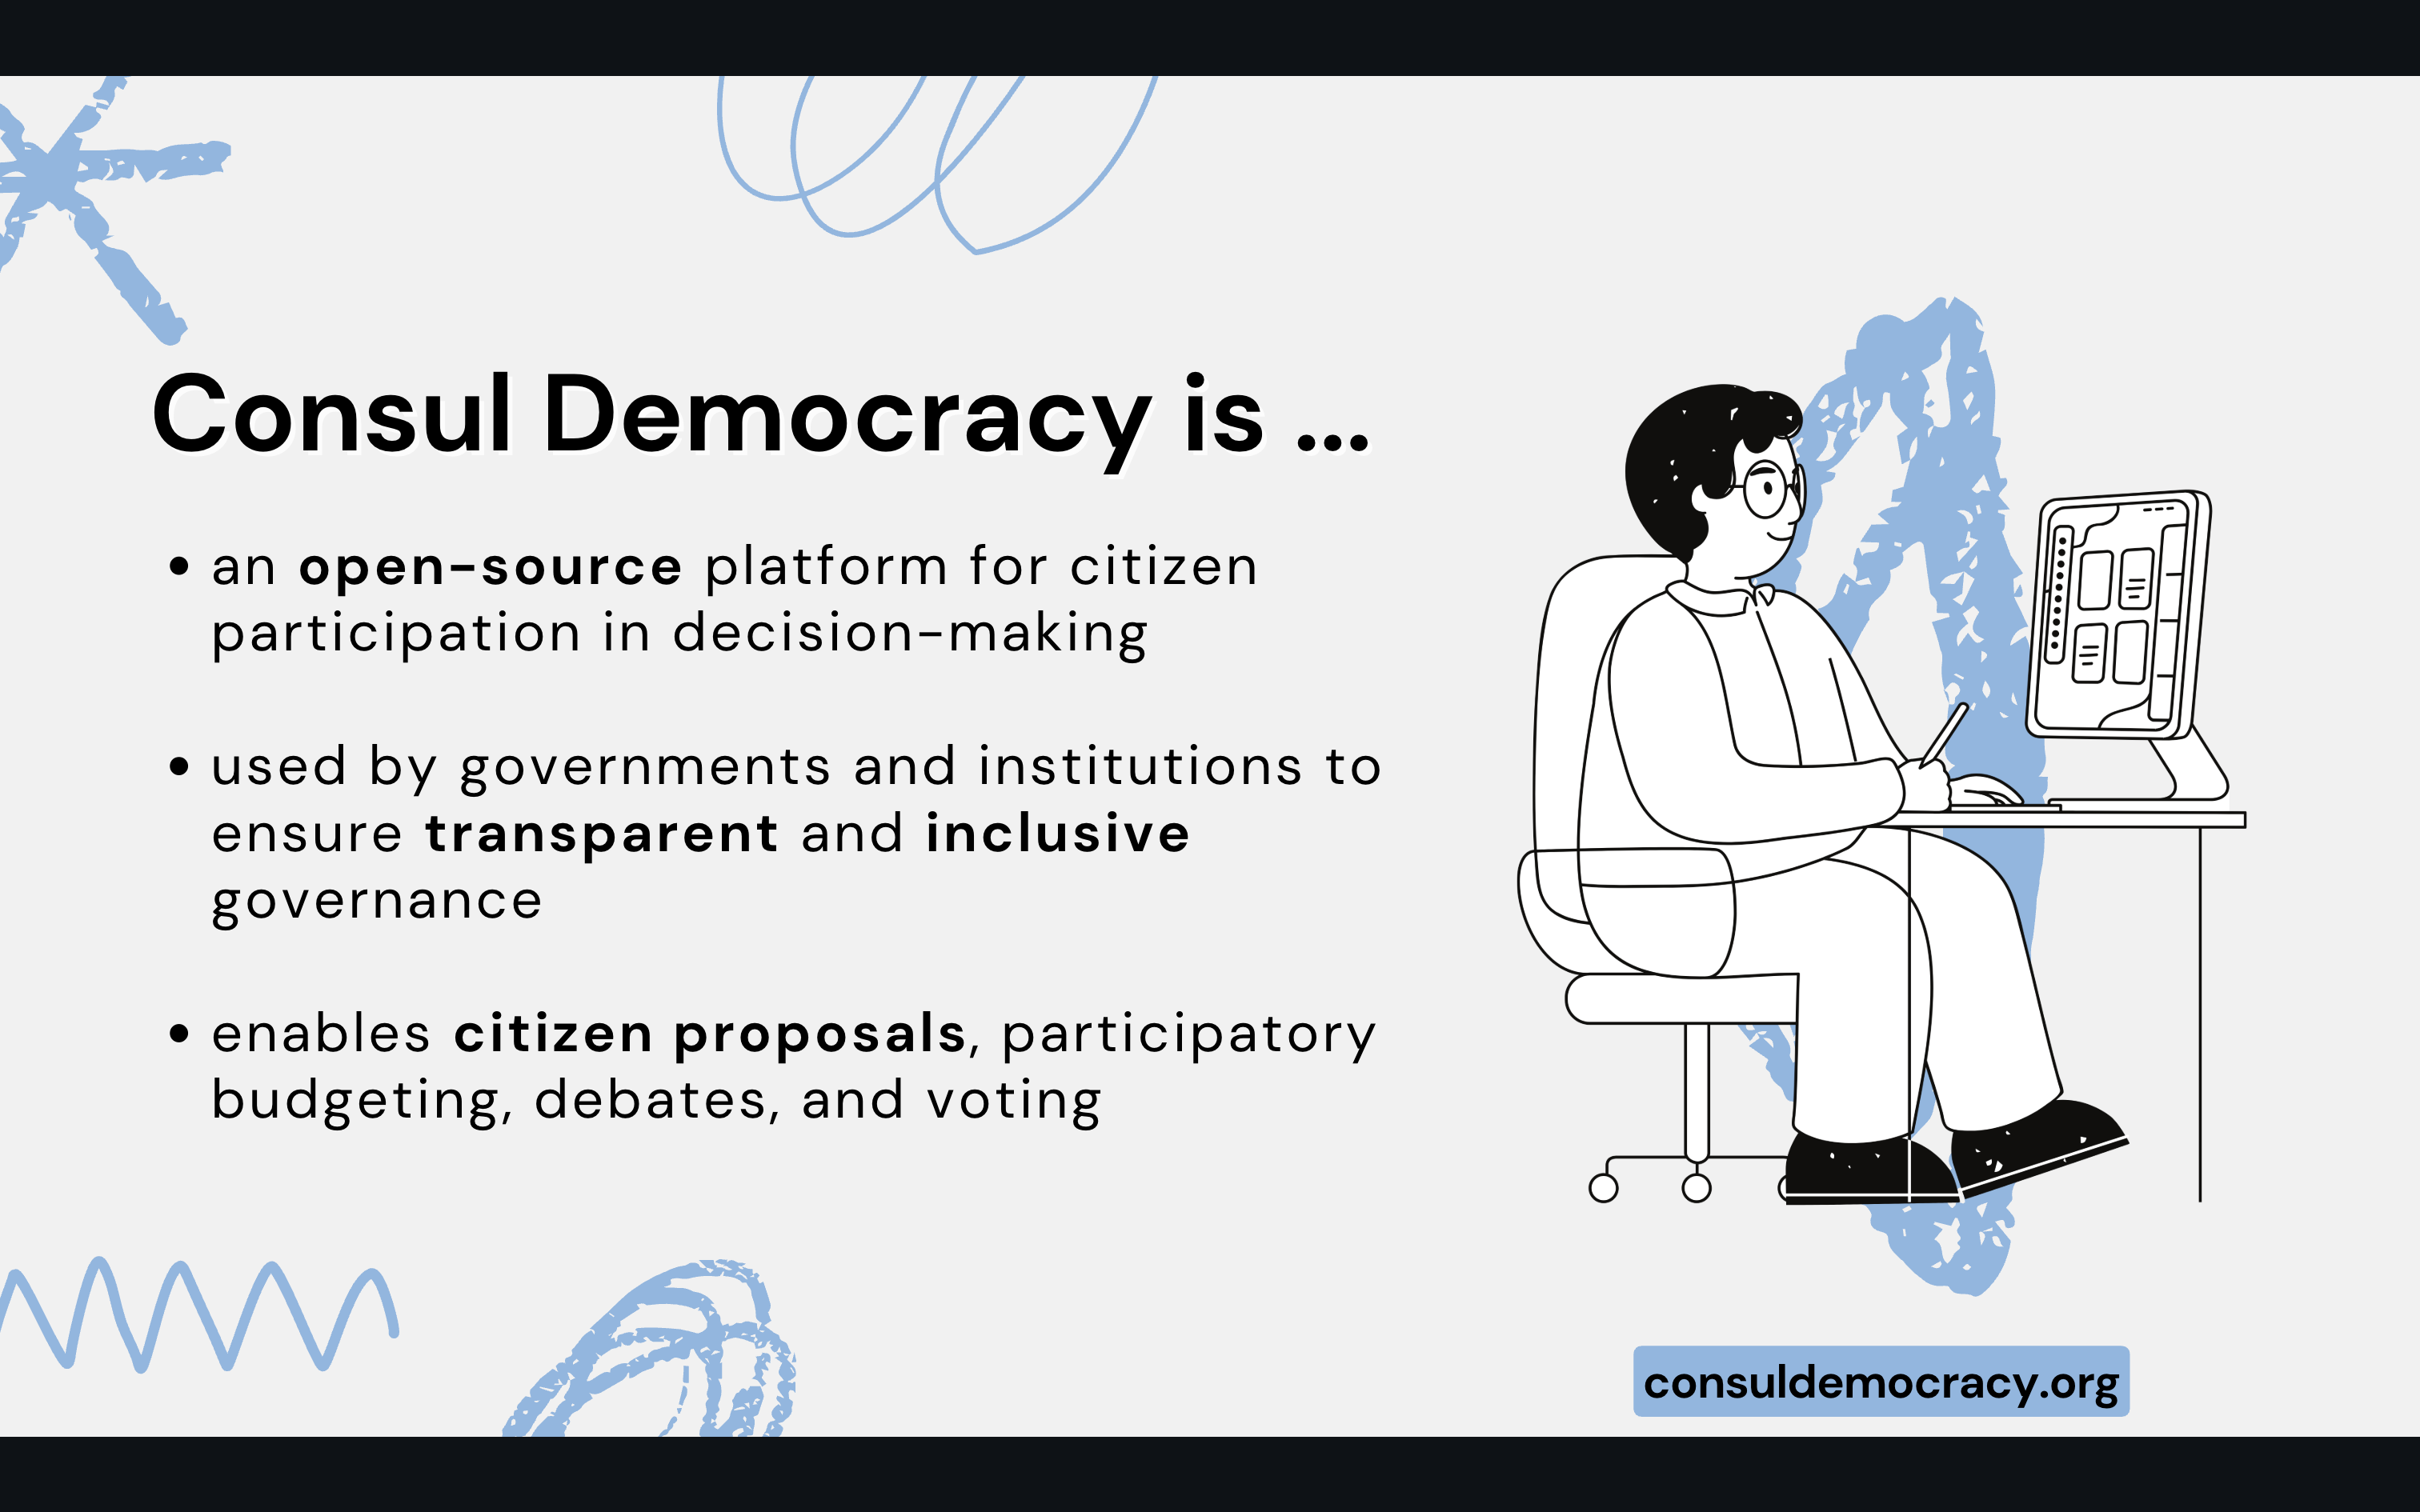 Consul Democracy is ...
• an open-source platform for citizen
participation in decision-making
• used by governments and institutions to
ensure transparent and inclusive
governance
• enables citizen proposals, participatory
budgeting, debates, and voting
consuldemocracy.org